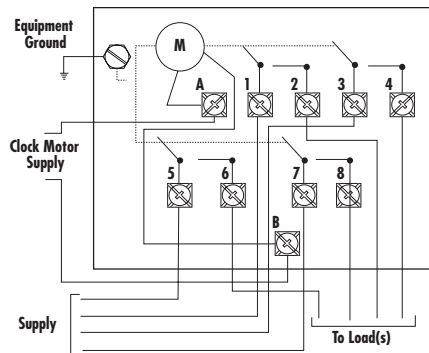 Equipment
Ground
M
A 1 2 3 4
Clock Motor
Supply
5 6 7 8
B
Supply
To Load(s)